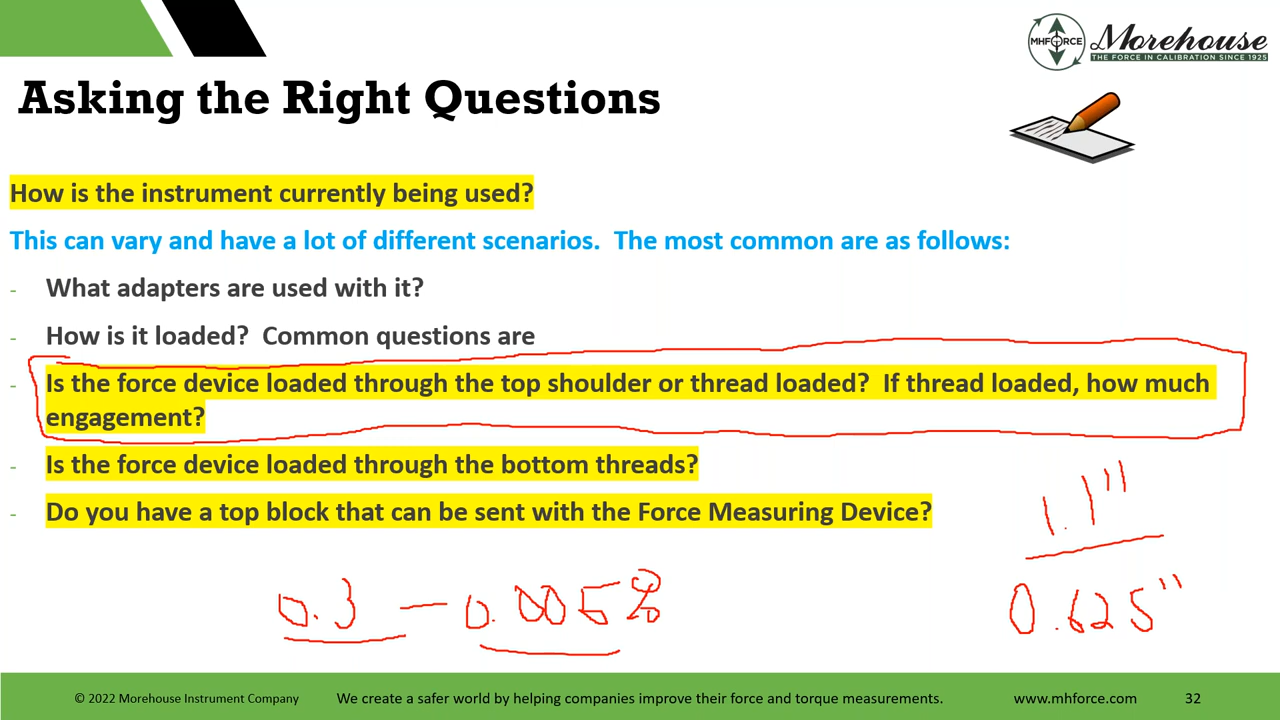 MHFORCE
Morehouse
THE FORCE IN CALIBRATION SINCE 1925
Asking the Right Questions
How is the instrument currently being used?
This can vary and have a lot of different scenarios. The most common are as follows:
- What adapters are used with it?
- How is it loaded? Common questions are
- Is the force device loaded through the top shoulder or thread loaded? If thread loaded, how much
engagement?
- Is the force device loaded through the bottom threads?
- Do you have a top block that can be sent with the Force Measuring Device?
1.1"
0.625"
0.3 - 0.005%
© 2022 Morehouse Instrument Company
We create a safer world by helping companies improve their force and torque measurements.
www.mhforce.com
32